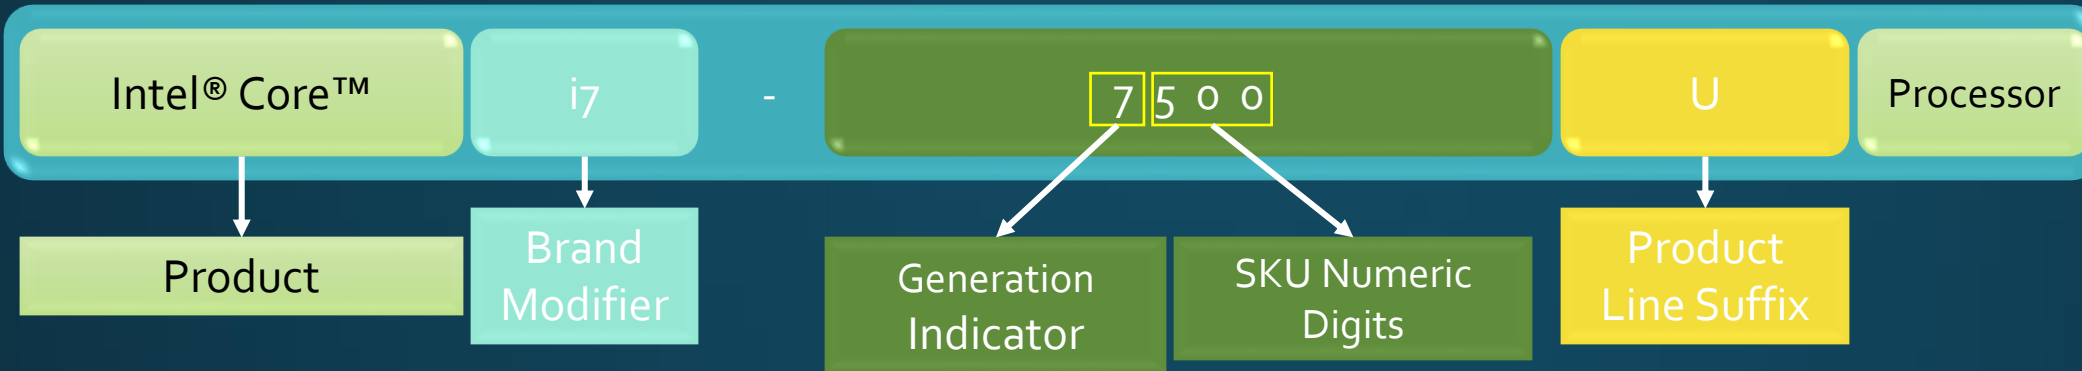 Intel® Core™ i7 - 7 5 0 0 U Processor
Product
Brand
Modifier
Generation
Indicator
SKU Numeric
Digits
Product
Line Suffix